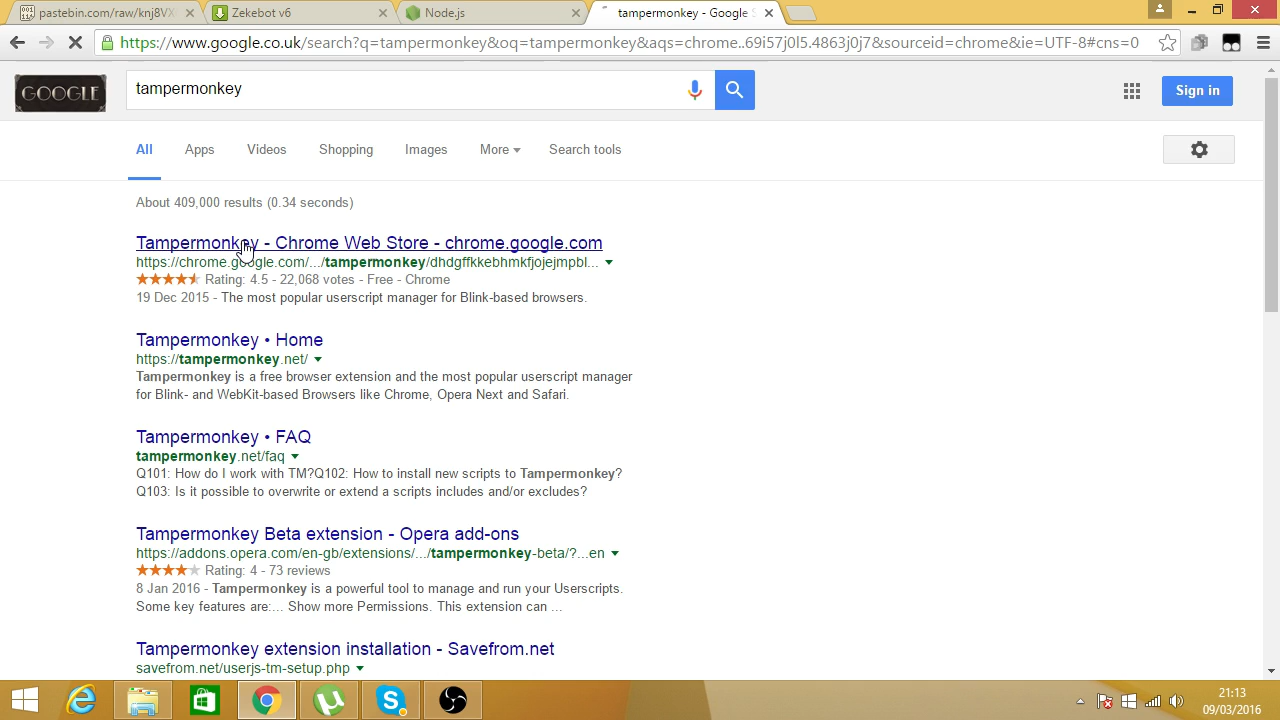 pastebin.com/raw/knj8VX
Zekebot v6
Node.js
tampermonkey - Google S
https://www.google.co.uk/search?q=tampermonkey&oq=tampermonkey&aqs=chrome..69i57j0l5.4863j0j7&sourceid=chrome&ie=UTF-8#cns=0
GOOGLE
tampermonkey
Sign in
All Apps Videos Shopping Images More Search tools
About 409,000 results (0.34 seconds)
Tampermonkey - Chrome Web Store - chrome.google.com
https://chrome.google.com/.../tampermonkey/dhdgffkkebhmkfjojejmpbl...
Rating: 4.5 - 22,068 votes - Free - Chrome
19 Dec 2015 - The most popular userscript manager for Blink-based browsers.
Tampermonkey • Home
https://tampermonkey.net/
Tampermonkey is a free browser extension and the most popular userscript manager
for Blink- and WebKit-based Browsers like Chrome, Opera Next and Safari.
Tampermonkey • FAQ
tampermonkey.net/faq
Q101: How do I work with TM?Q102: How to install new scripts to Tampermonkey?
Q103: Is it possible to overwrite or extend a scripts includes and/or excludes?
Tampermonkey Beta extension - Opera add-ons
https://addons.opera.com/en-gb/extensions/.../tampermonkey-beta/?...en
Rating: 4 - 73 reviews
8 Jan 2016 - Tampermonkey is a powerful tool to manage and run your Userscripts.
Some key features are:... Show more Permissions. This extension can ...
Tampermonkey extension installation - Savefrom.net
savefrom.net/userjs-tm-setup.php
21:13
09/03/2016